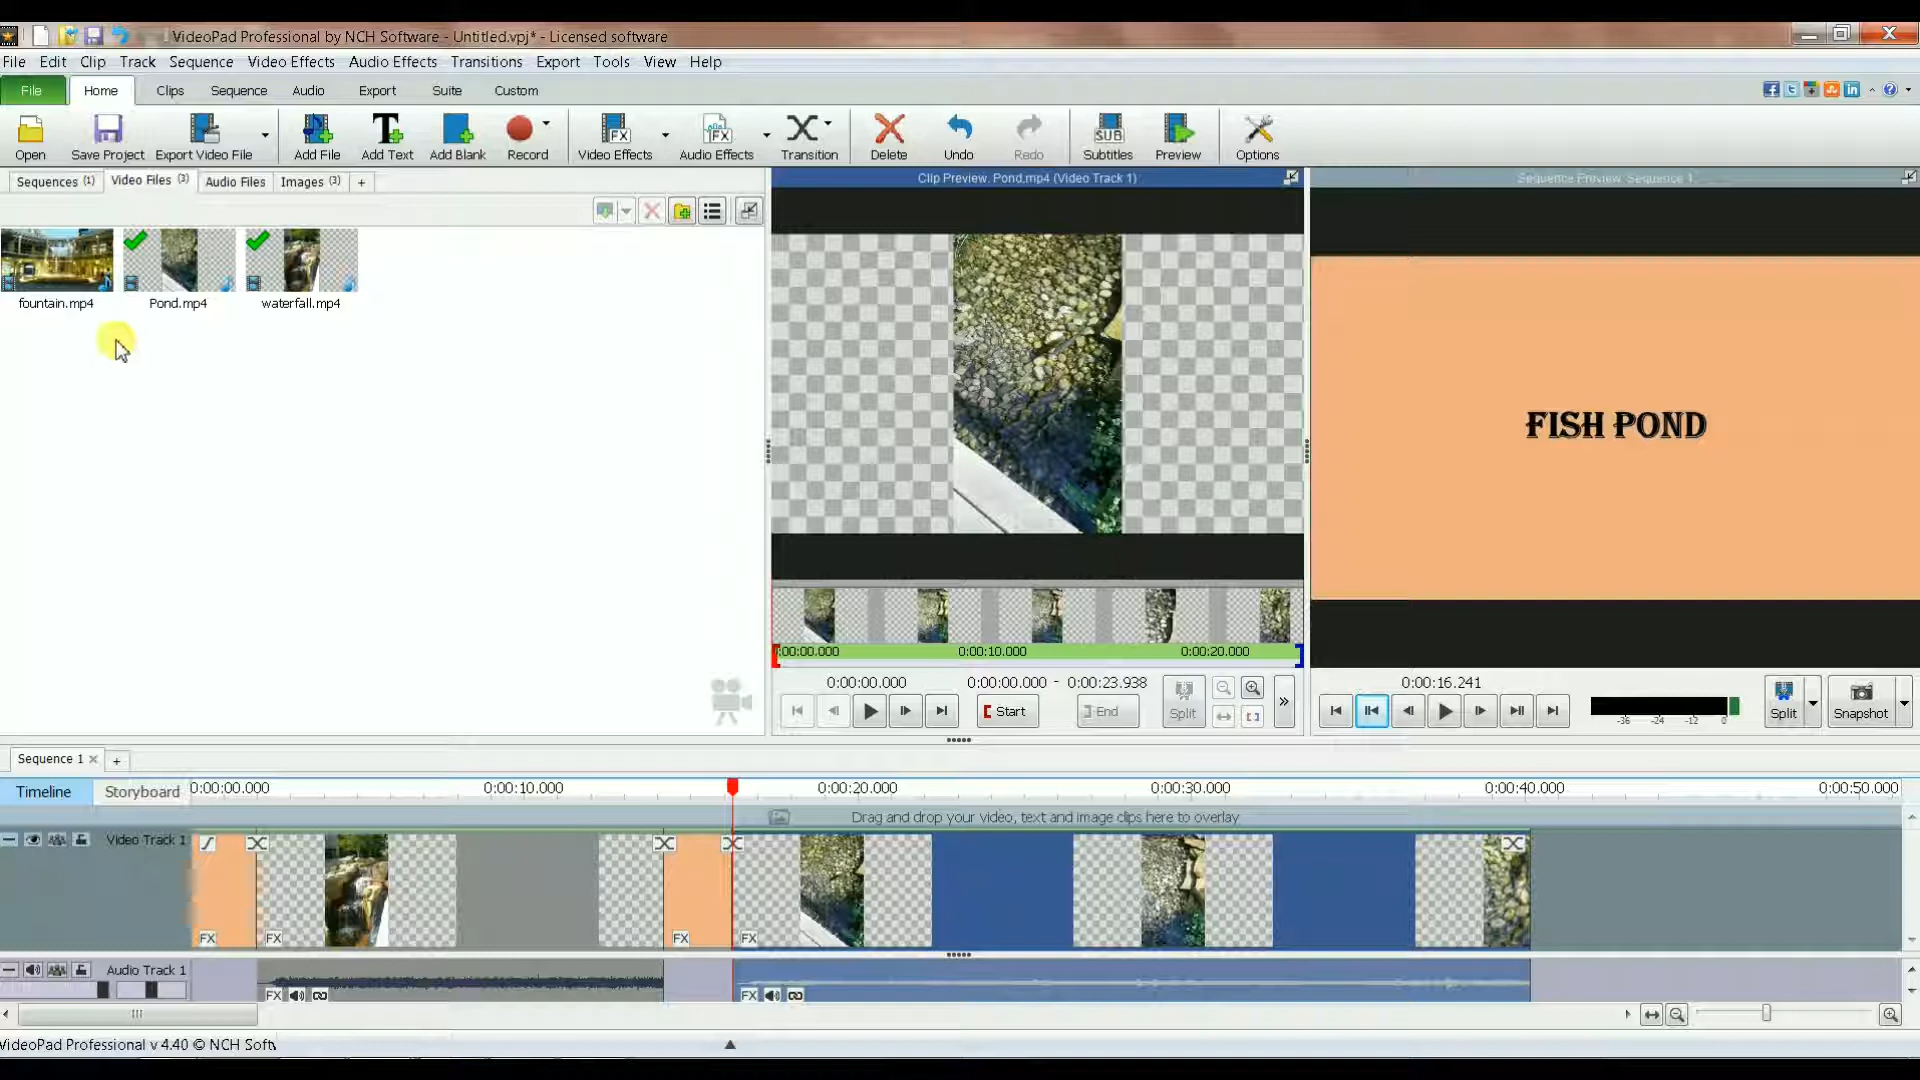 VideoPad Professional by NCH Software - Untitled.vpj* - Licensed software
File Edit Clip Track Sequence Video Effects Audio Effects Transitions Export Tools View Help
File Home Clips Sequence Audio Export Suite Custom
Open Save Project Export Video File Add File Add Text Add Blank Record Video Effects Audio Effects Transition Delete Undo Redo Subtitles Preview Options
Sequences (1) Video Files (3) Audio Files Images (3) +
Clip Preview. Pond.mp4 (Video Track 1)
Sequence Preview. Sequence 1
fountain.mp4 Pond.mp4 waterfall.mp4
FISH POND
:00:00.000 0:00:10.000 0:00:20.000
0:00:00.000 0:00:00.000 - 0:00:23.938
Start End Split
0:00:16.241
-36 -24 -12 0
Split Snapshot
Sequence 1 +
Timeline Storyboard 0:00:00.000 0:00:10.000 0:00:20.000 0:00:30.000 0:00:40.000 0:00:50.000
Drag and drop your video, text and image clips here to overlay
Video Track 1
FX FX FX FX
Audio Track 1
FX FX
VideoPad Professional v 4.40 © NCH Soft